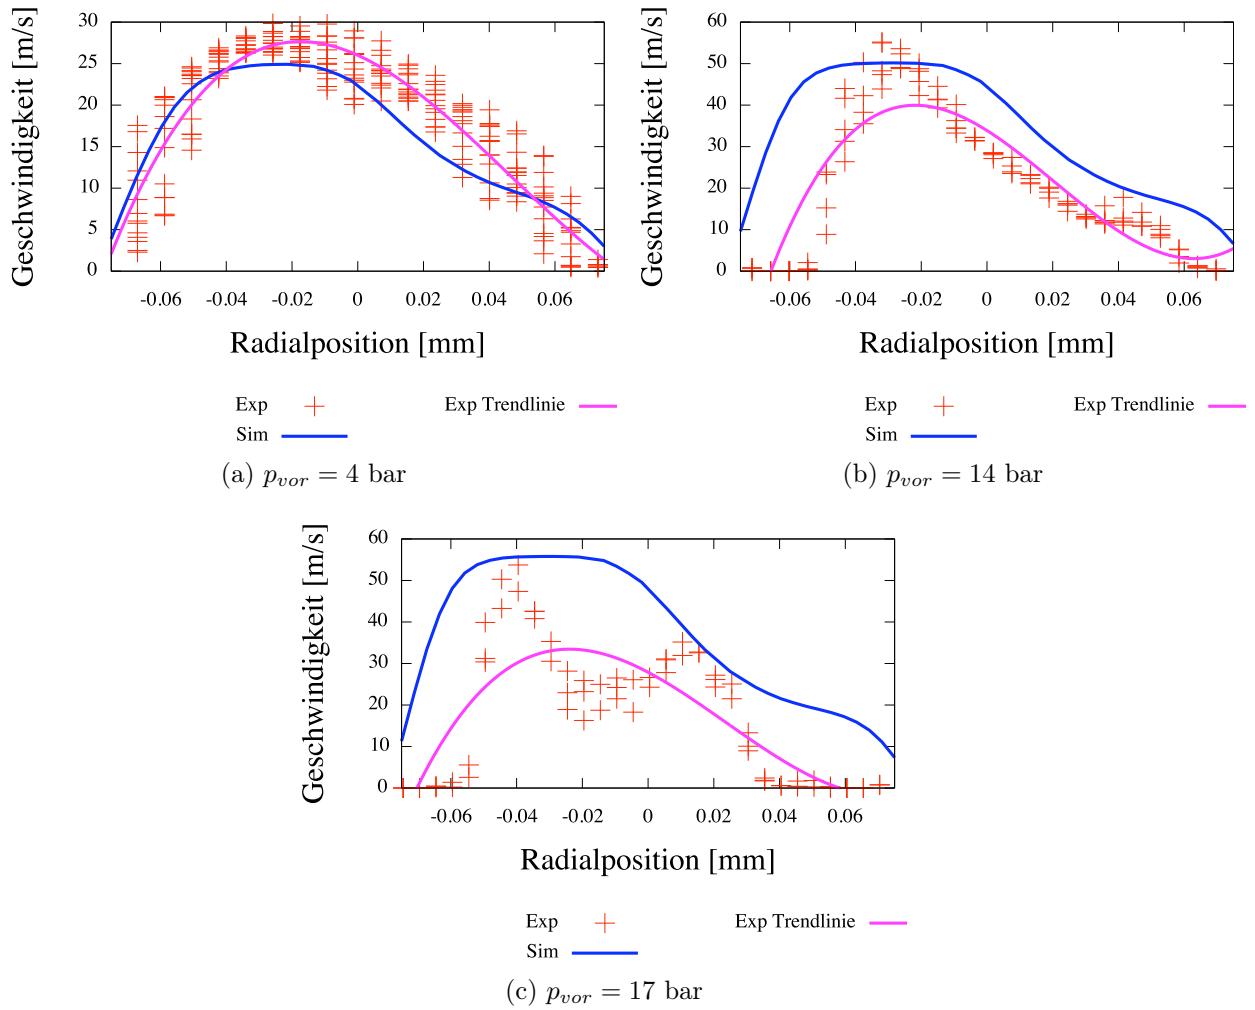 Geschwindigkeit [m/s]
30
25
20
15
10
5
0
-0.06 -0.04 -0.02 0 0.02 0.04 0.06
Radialposition [mm]
Exp
Exp Trendlinie
Sim
(a) p_vor = 4 bar
Geschwindigkeit [m/s]
60
50
40
30
20
10
0
-0.06 -0.04 -0.02 0 0.02 0.04 0.06
Radialposition [mm]
Exp
Exp Trendlinie
Sim
(b) p_vor = 14 bar
Geschwindigkeit [m/s]
60
50
40
30
20
10
0
-0.06 -0.04 -0.02 0 0.02 0.04 0.06
Radialposition [mm]
Exp
Exp Trendlinie
Sim
(c) p_vor = 17 bar